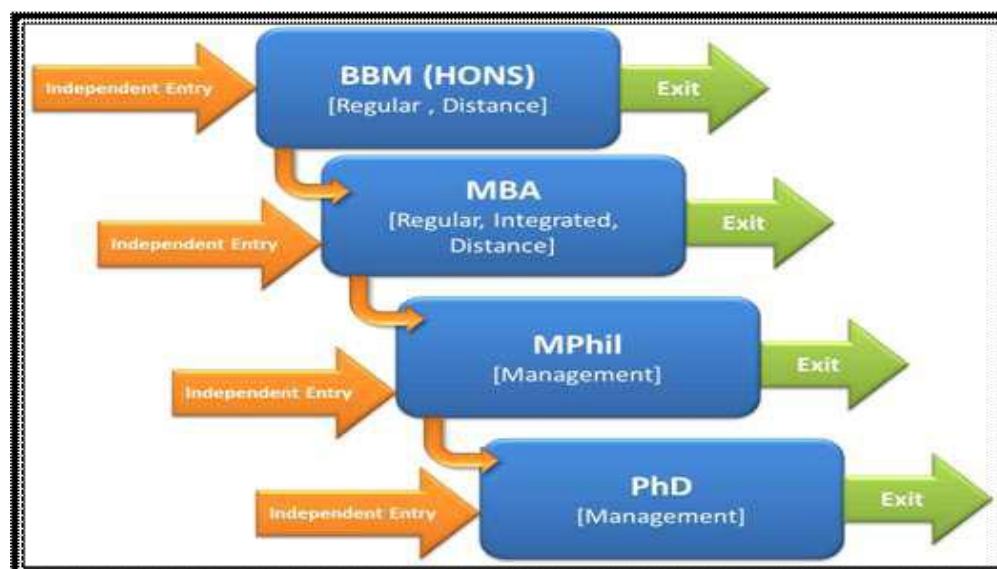 BBM (HONS)
[Regular , Distance]
Independent Entry
Exit
MBA
[Regular, Integrated,
Distance]
Independent Entry
Exit
MPhil
[Management]
Independent Entry
Exit
PhD
[Management]
Independent Entry
Exit